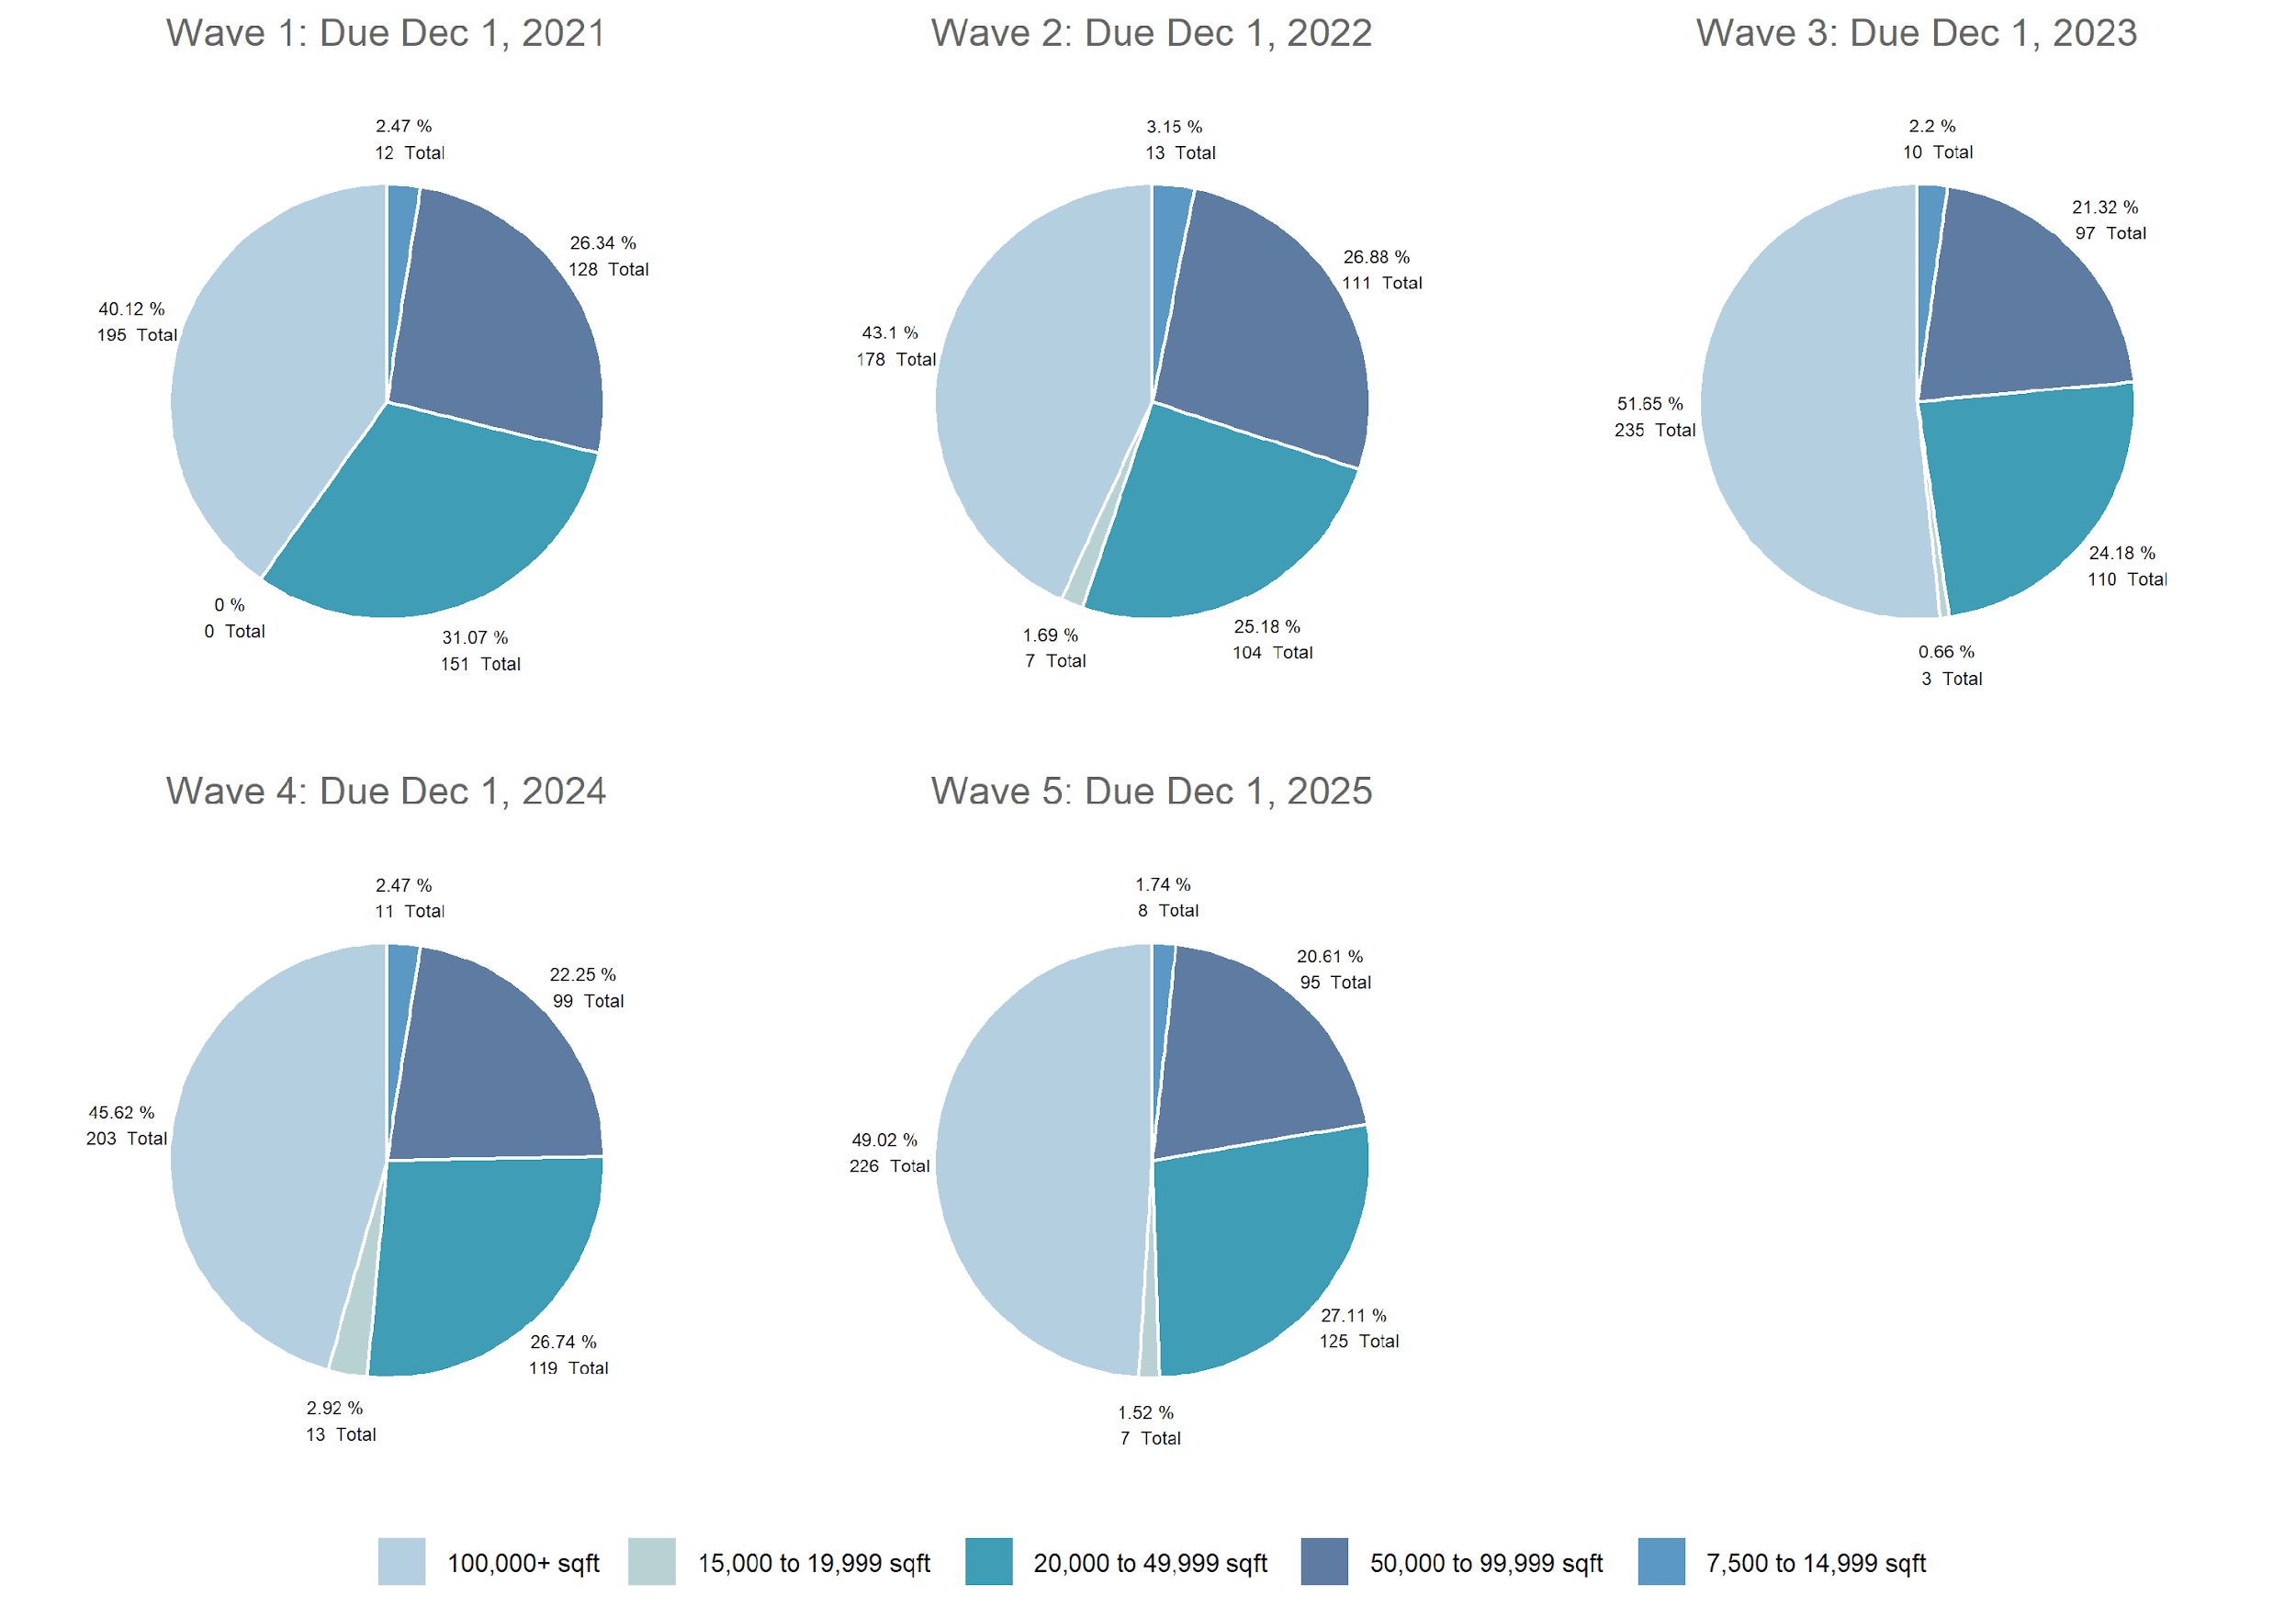 Wave 1: Due Dec 1, 2021
2.47 %
12 Total
26.34 %
128 Total
40.12 %
195 Total
0 %
0 Total
31.07 %
151 Total
Wave 2: Due Dec 1, 2022
3.15 %
13 Total
26.88 %
111 Total
43.1 %
178 Total
1.69 %
7 Total
25.18 %
104 Total
Wave 3: Due Dec 1, 2023
2.2 %
10 Total
21.32 %
97 Total
51.65 %
235 Total
24.18 %
110 Total
0.66 %
3 Total
Wave 4: Due Dec 1, 2024
2.47 %
11 Total
22.25 %
99 Total
45.62 %
203 Total
26.74 %
119 Total
2.92 %
13 Total
Wave 5: Due Dec 1, 2025
1.74 %
8 Total
20.61 %
95 Total
49.02 %
226 Total
27.11 %
125 Total
1.52 %
7 Total
100,000+ sqft
15,000 to 19,999 sqft
20,000 to 49,999 sqft
50,000 to 99,999 sqft
7,500 to 14,999 sqft